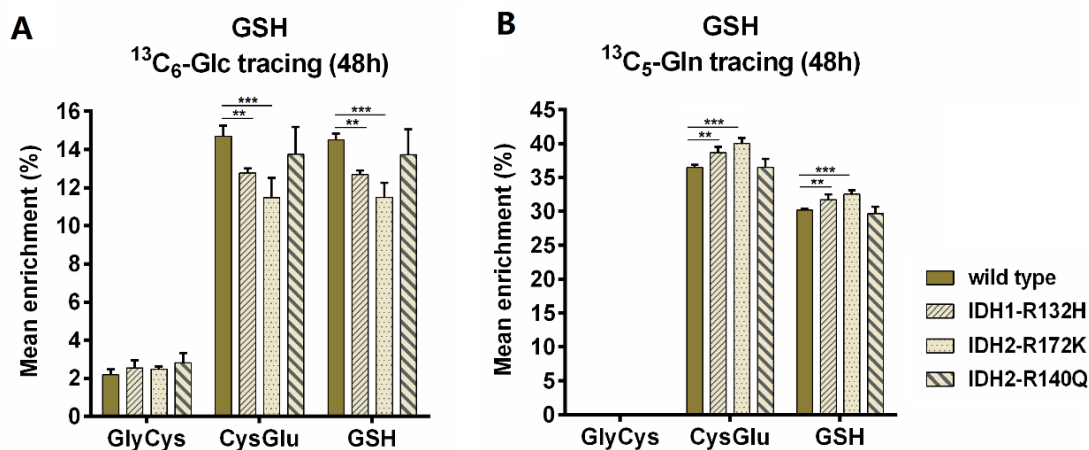 A
GSH
¹³C₆-Glc tracing (48h)
Mean enrichment (%)
16
14
12
10
8
6
4
2
0
***
**
***
**
GlyCys
CysGlu
GSH
B
GSH
¹³C₅-Gln tracing (48h)
Mean enrichment (%)
45
40
35
30
25
20
15
10
5
0
***
**
***
**
GlyCys
CysGlu
GSH
wild type
IDH1-R132H
IDH2-R172K
IDH2-R140Q